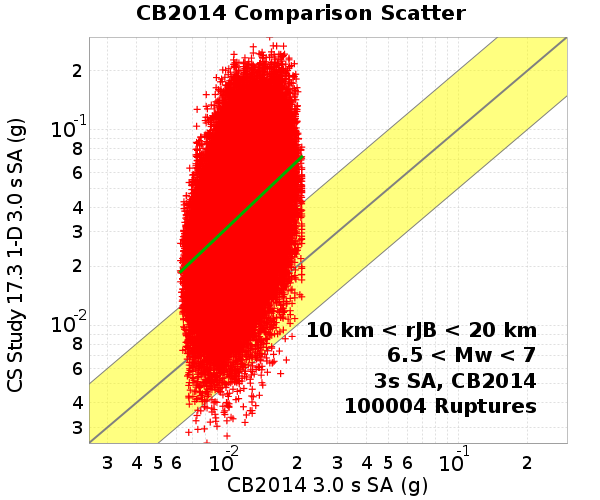 CB2014 Comparison Scatter
CS Study 17.3 1-D 3.0 s SA (g)
2
10-1
8
6
4
3
2
10-2
8
6
4
3
10 km < rJB < 20 km
6.5 < Mw < 7
3s SA, CB2014
100004 Ruptures
3 4 5 6 10-2 2 3 4 5 6 10-1 2
CB2014 3.0 s SA (g)